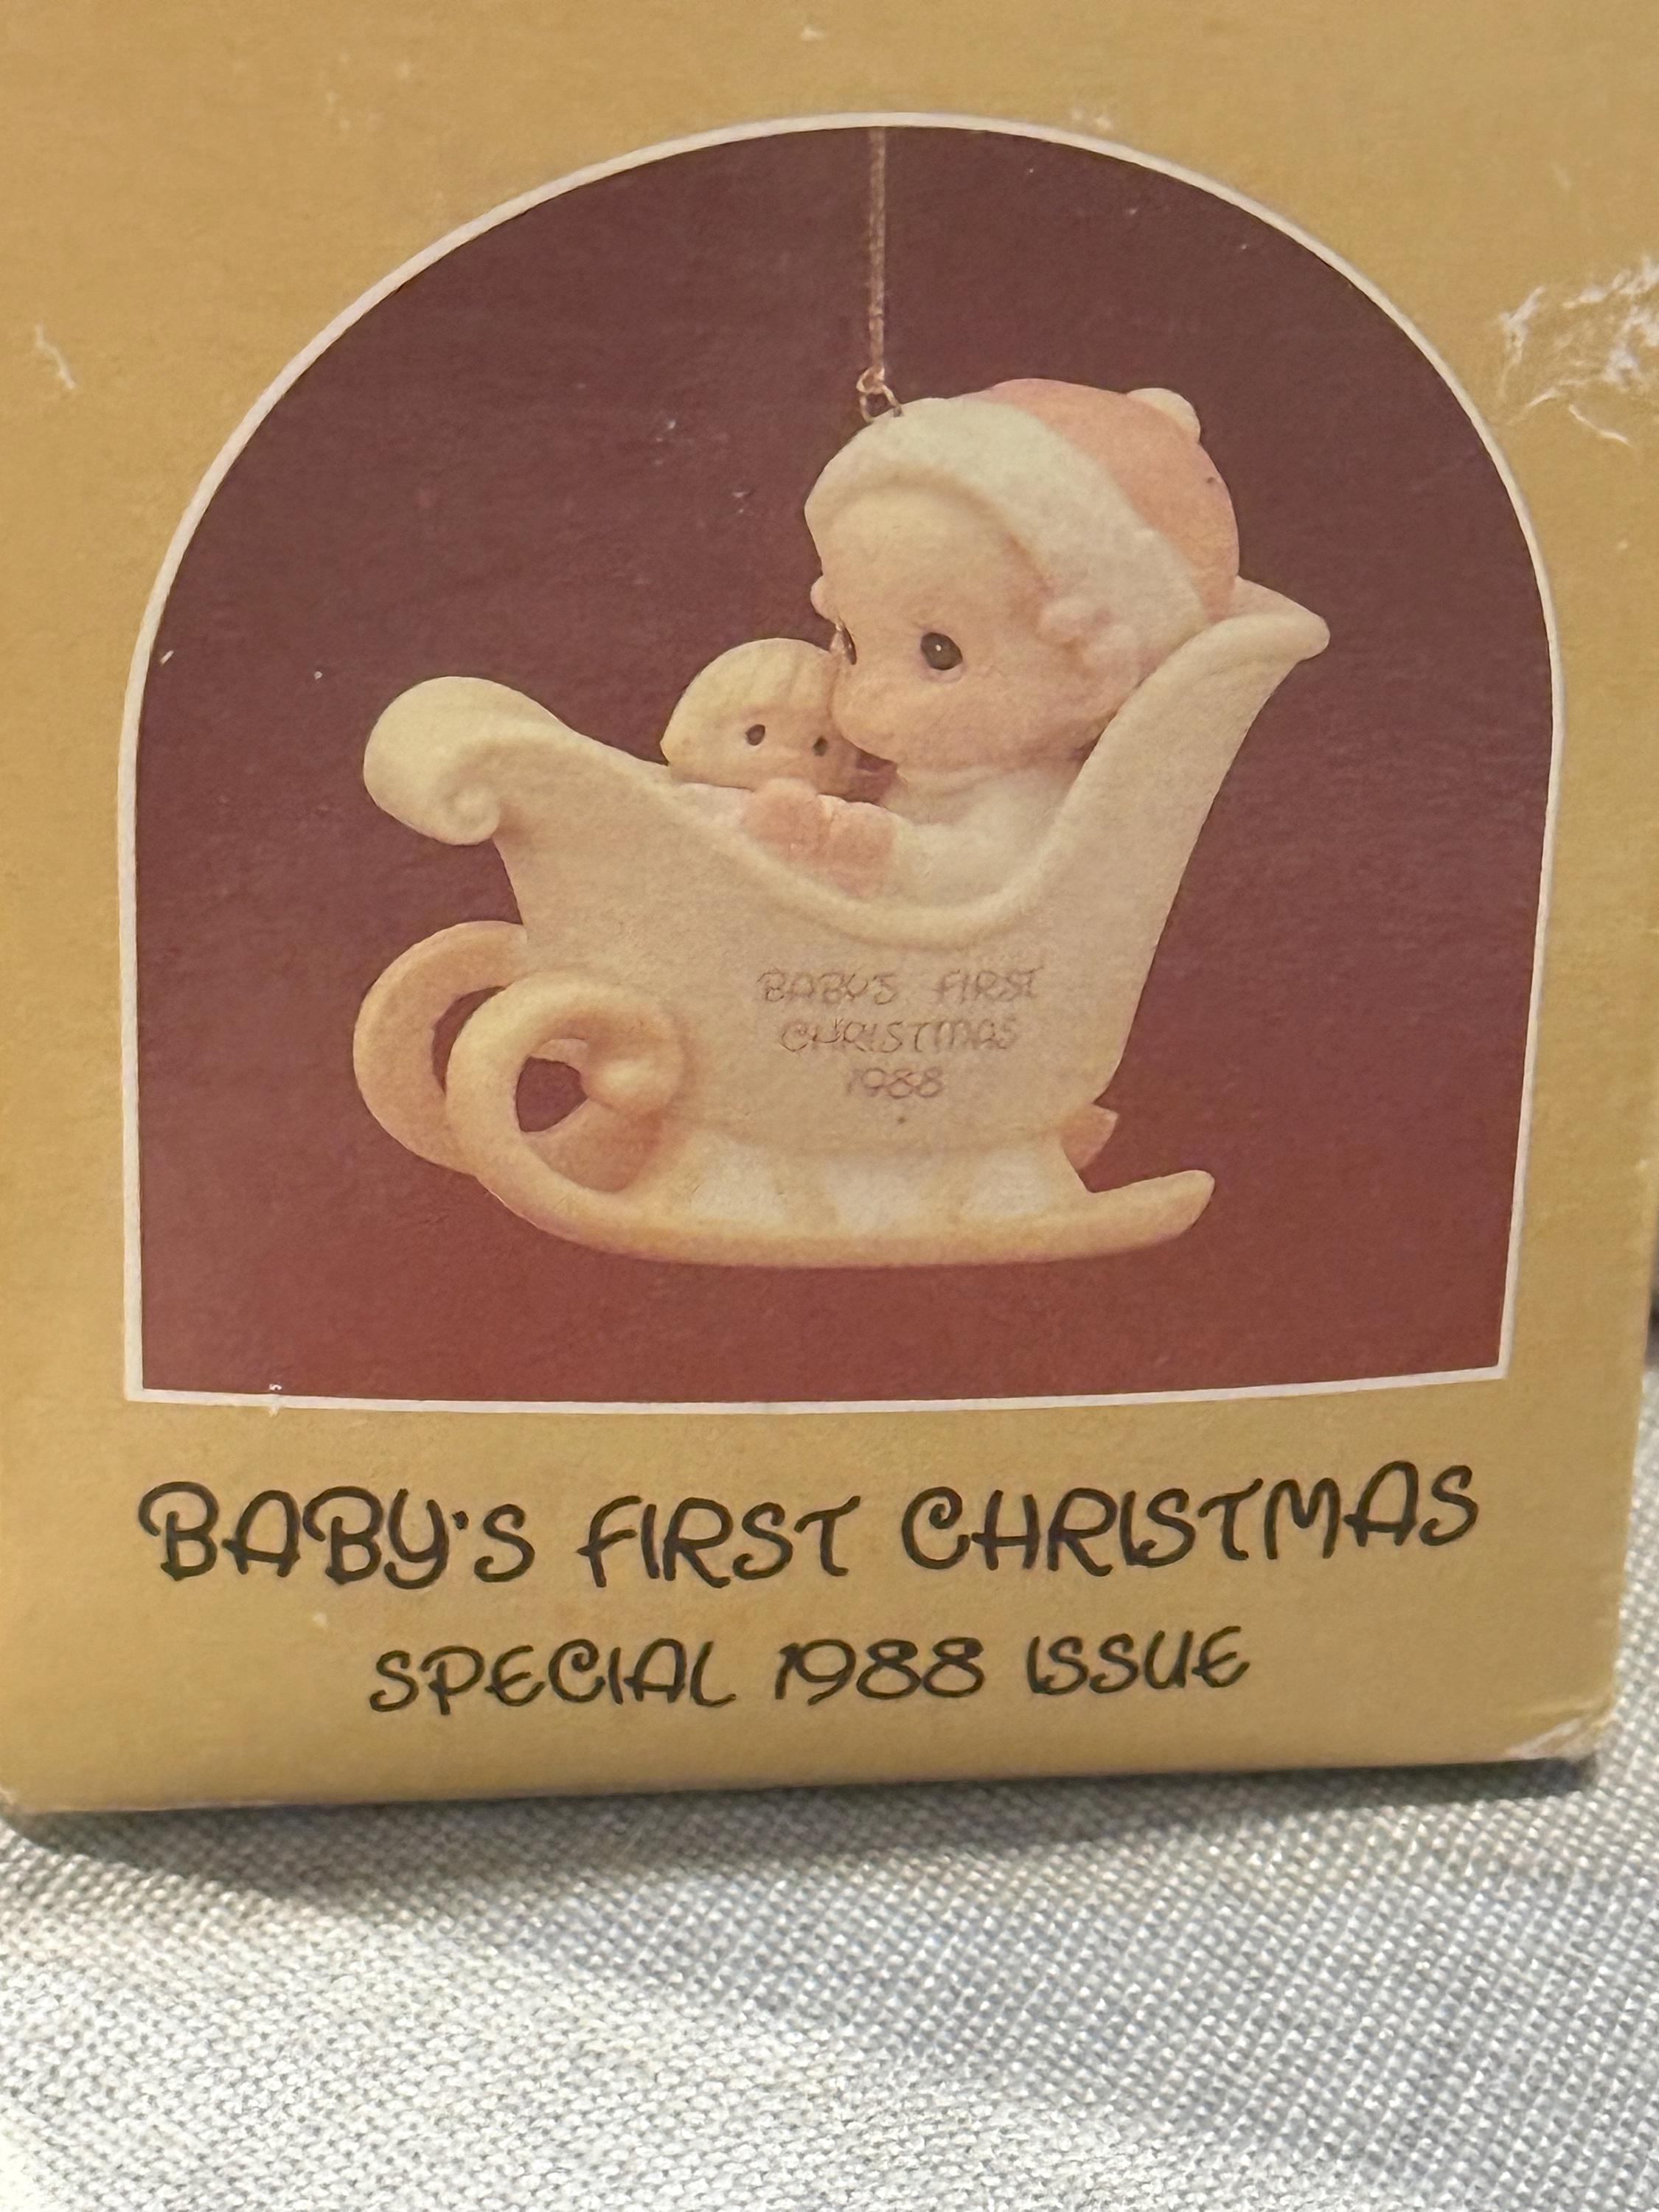 BABY'S FIRST
CHRISTMAS
1988
BABY'S FIRST CHRISTMAS
SPECIAL 1988 ISSUE